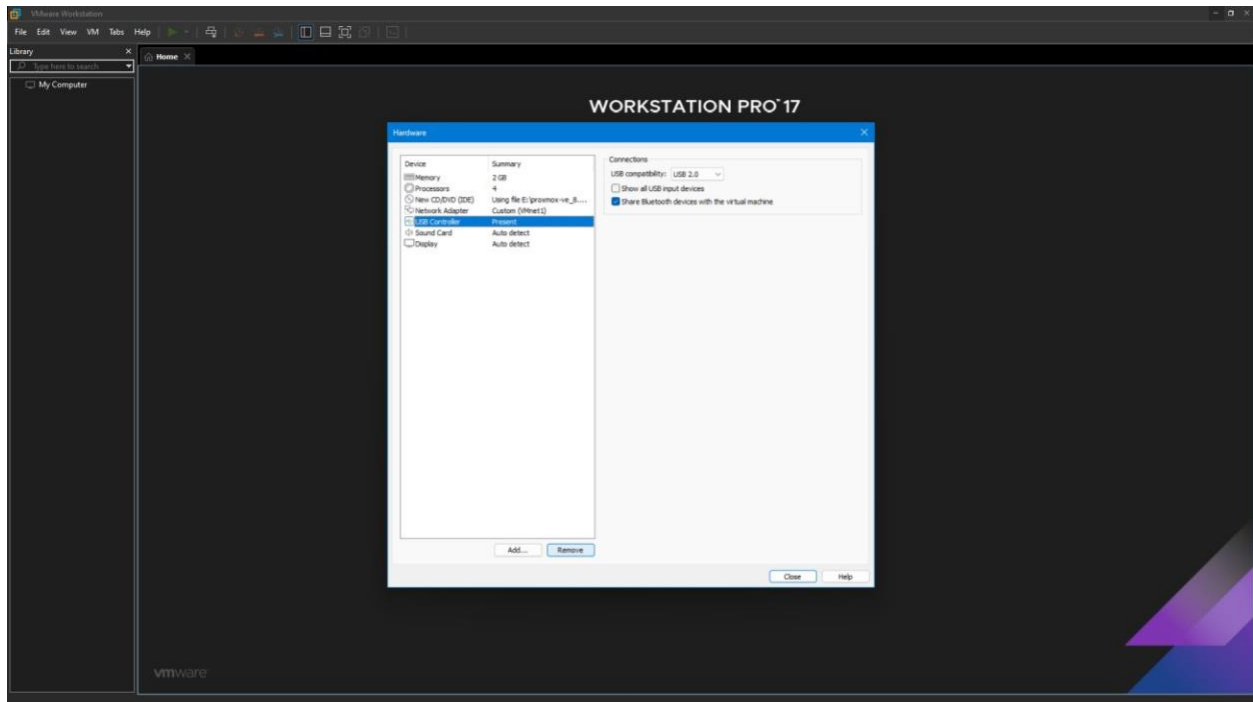 VMware Workstation
File Edit View VM Tabs Help
Library
Type here to search
My Computer
Home
WORKSTATION PRO™ 17
Hardware
Device Summary
Memory 2 GB
Processors 4
New CD/DVD (IDE) Using file E:\proxmox-ve_8....
Network Adapter Custom (VMnet1)
USB Controller Present
Sound Card Auto detect
Display Auto detect
Connections
USB compatibility: USB 2.0
Show all USB input devices
Share Bluetooth devices with the virtual machine
Add... Remove
Close Help
vmware